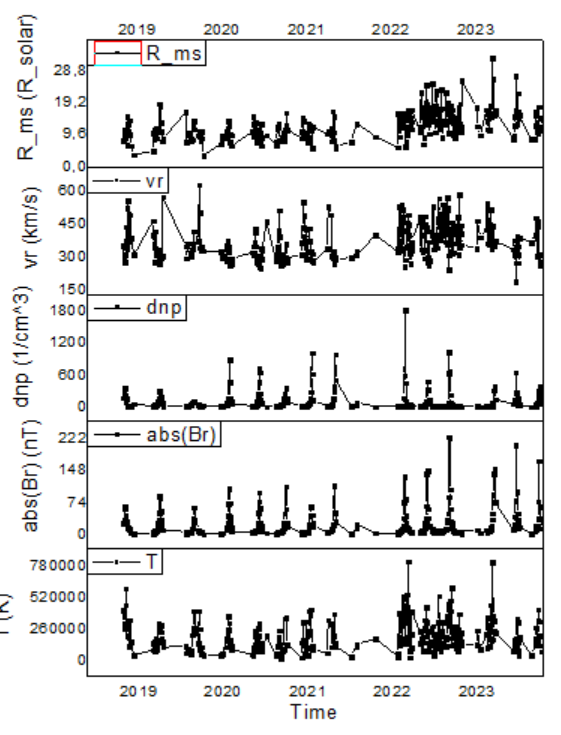 2019 2020 2021 2022 2023
R_ms
R_ms (R_solar)
28,8
19,2
9,6
0,0
vr
vr (km/s)
600
450
300
150
dnp
dnp (1/cm^3)
1800
1200
600
0
abs(Br)
abs(Br) (nT)
222
148
74
0
T
(K)
780000
520000
260000
0
2019 2020 2021 2022 2023
Time